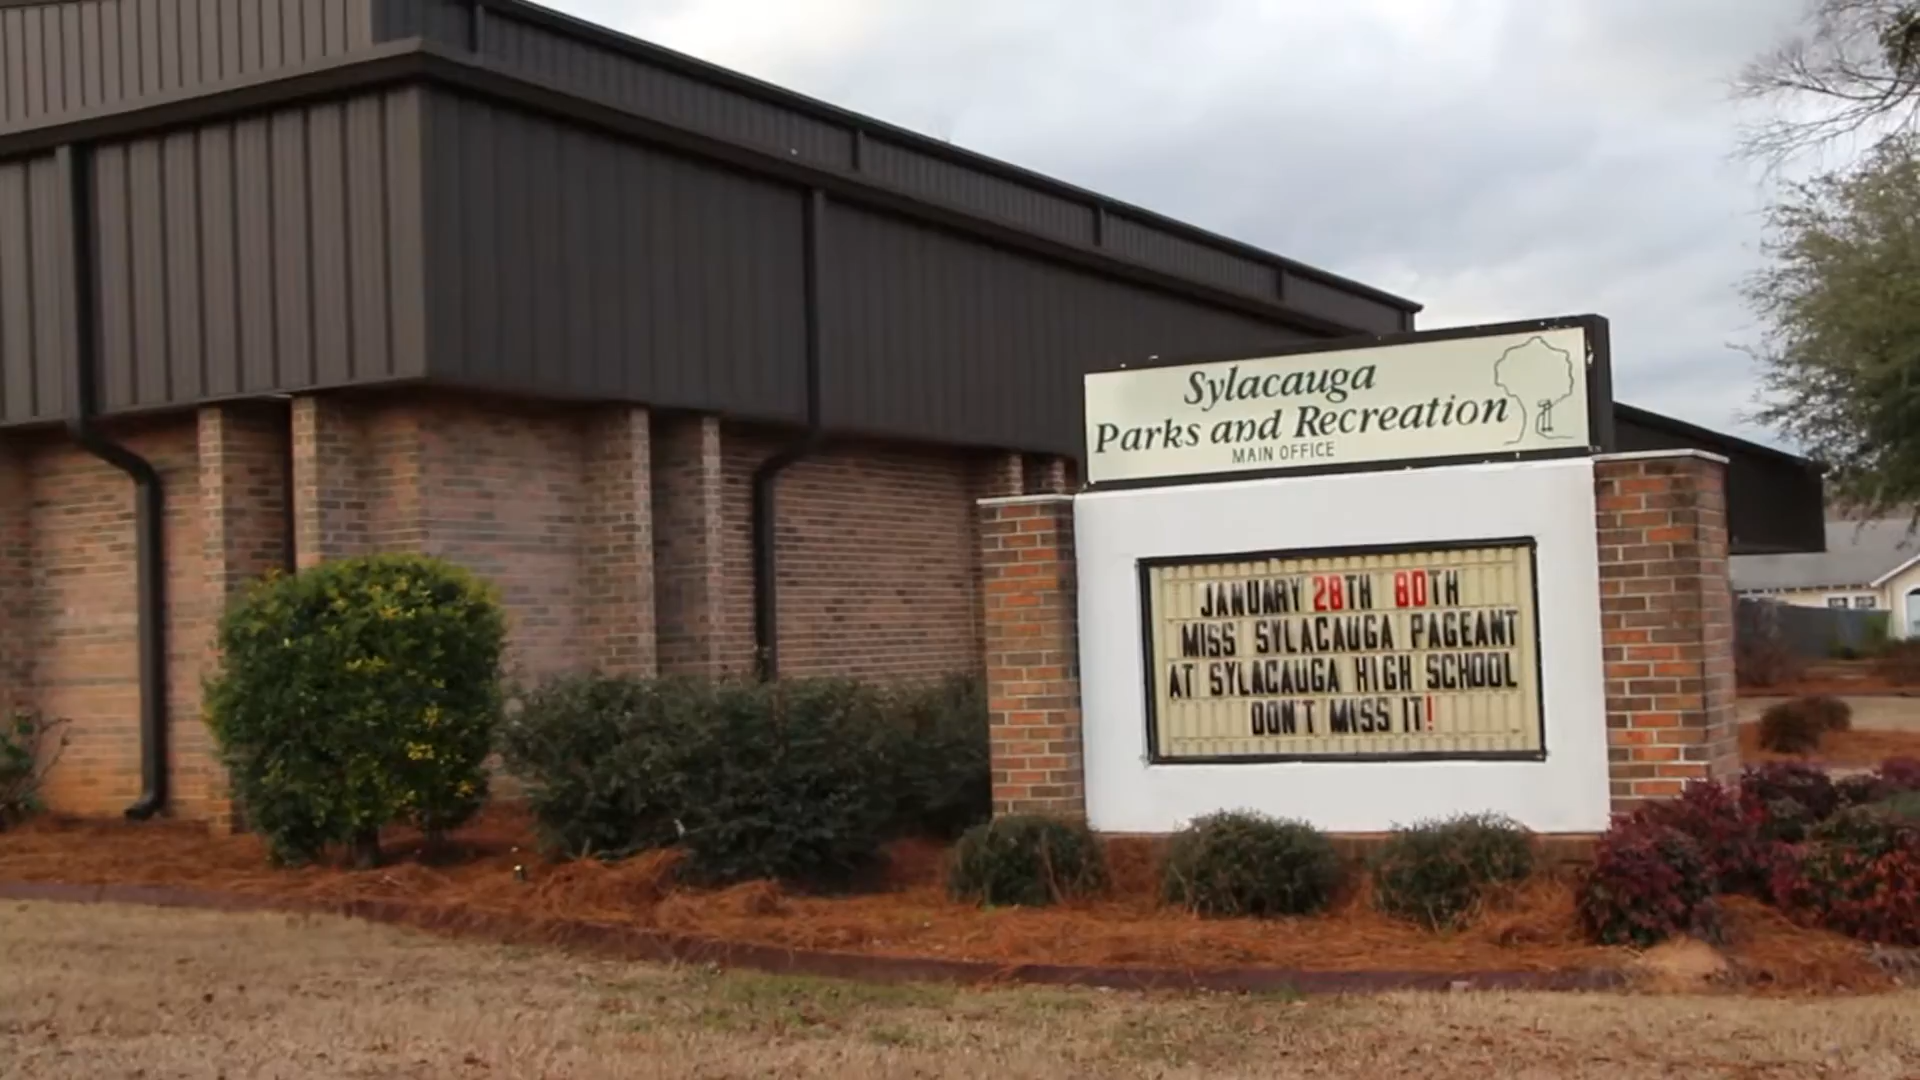 Sylacauga
Parks and Recreation
MAIN OFFICE
JANUARY 28TH 80TH
MISS SYLACAUGA PAGEANT
AT SYLACAUGA HIGH SCHOOL
DON'T MISS IT!